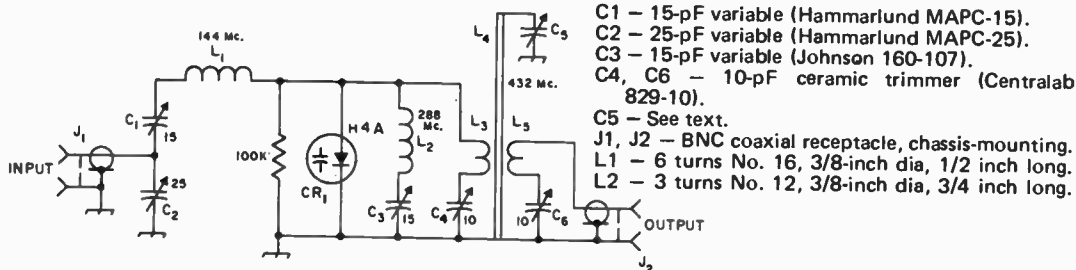 144 Mc.
L1
C1
15
J1
INPUT
25
C2
100K
H4A
CR1
288
Mc.
L2
C3
15
L3
C4
10
L4
C5
432 Mc.
L5
C6
10
OUTPUT
J2
C1 – 15-pF variable (Hammarlund MAPC-15).
C2 – 25-pF variable (Hammarlund MAPC-25).
C3 – 15-pF variable (Johnson 160-107).
C4, C6 – 10-pF ceramic trimmer (Centralab
829-10).
C5 – See text.
J1, J2 – BNC coaxial receptacle, chassis-mounting.
L1 – 6 turns No. 16, 3/8-inch dia, 1/2 inch long.
L2 – 3 turns No. 12, 3/8-inch dia, 3/4 inch long.